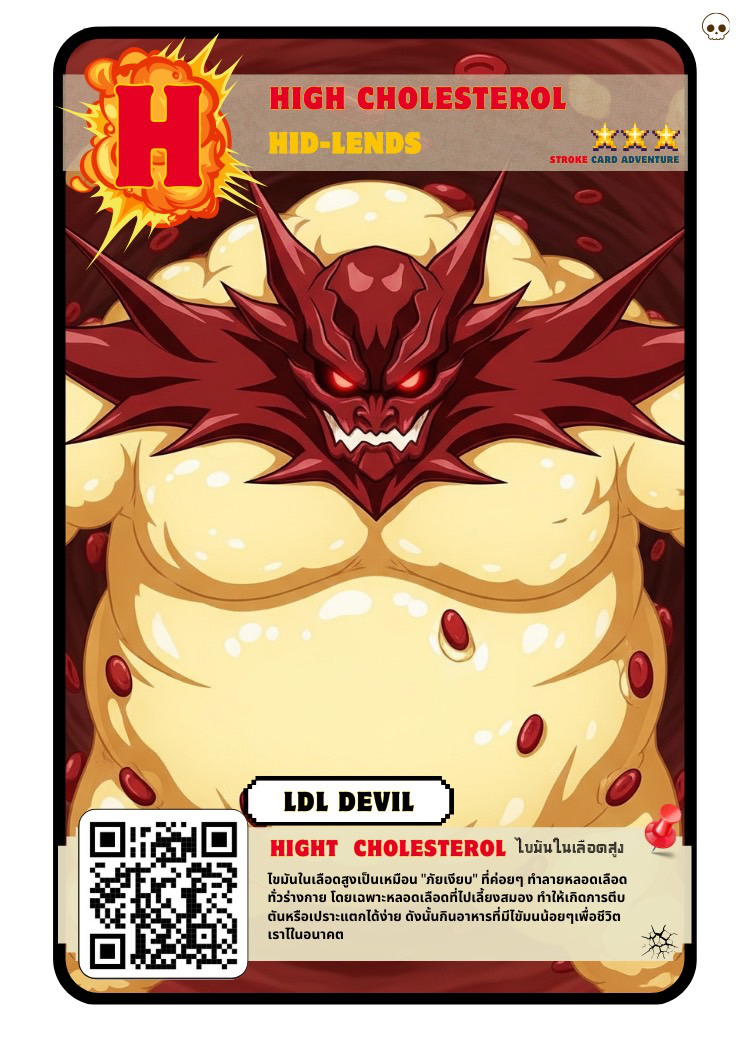 H
HIGH CHOLESTEROL
HID-LENDS
STROKE CARD ADVENTURE
LDL DEVIL
HIGHT CHOLESTEROL ไขมันในเลือดสูง
ไขมันในเลือดสูงเป็นเหมือน "ภัยเงียบ" ที่ค่อยๆ ทำลายหลอดเลือด
ทั่วร่างกาย โดยเฉพาะหลอดเลือดที่ไปเลี้ยงสมอง ทำให้เกิดการตีบ
ตันหรือเปราะแตกได้ง่าย ดังนั้นกินอาหารที่มีไข้มนน้อยๆเพื่อชีวิต
เราไในอนาคต